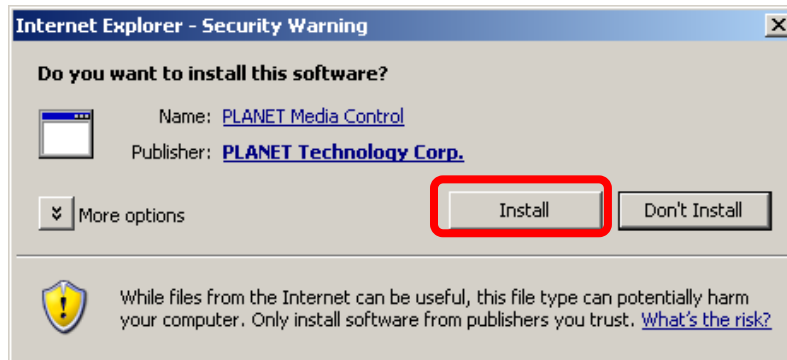 Internet Explorer - Security Warning
Do you want to install this software?
Name: PLANET Media Control
Publisher: PLANET Technology Corp.
More options
Install
Don't Install
While files from the Internet can be useful, this file type can potentially harm
your computer. Only install software from publishers you trust. What's the risk?